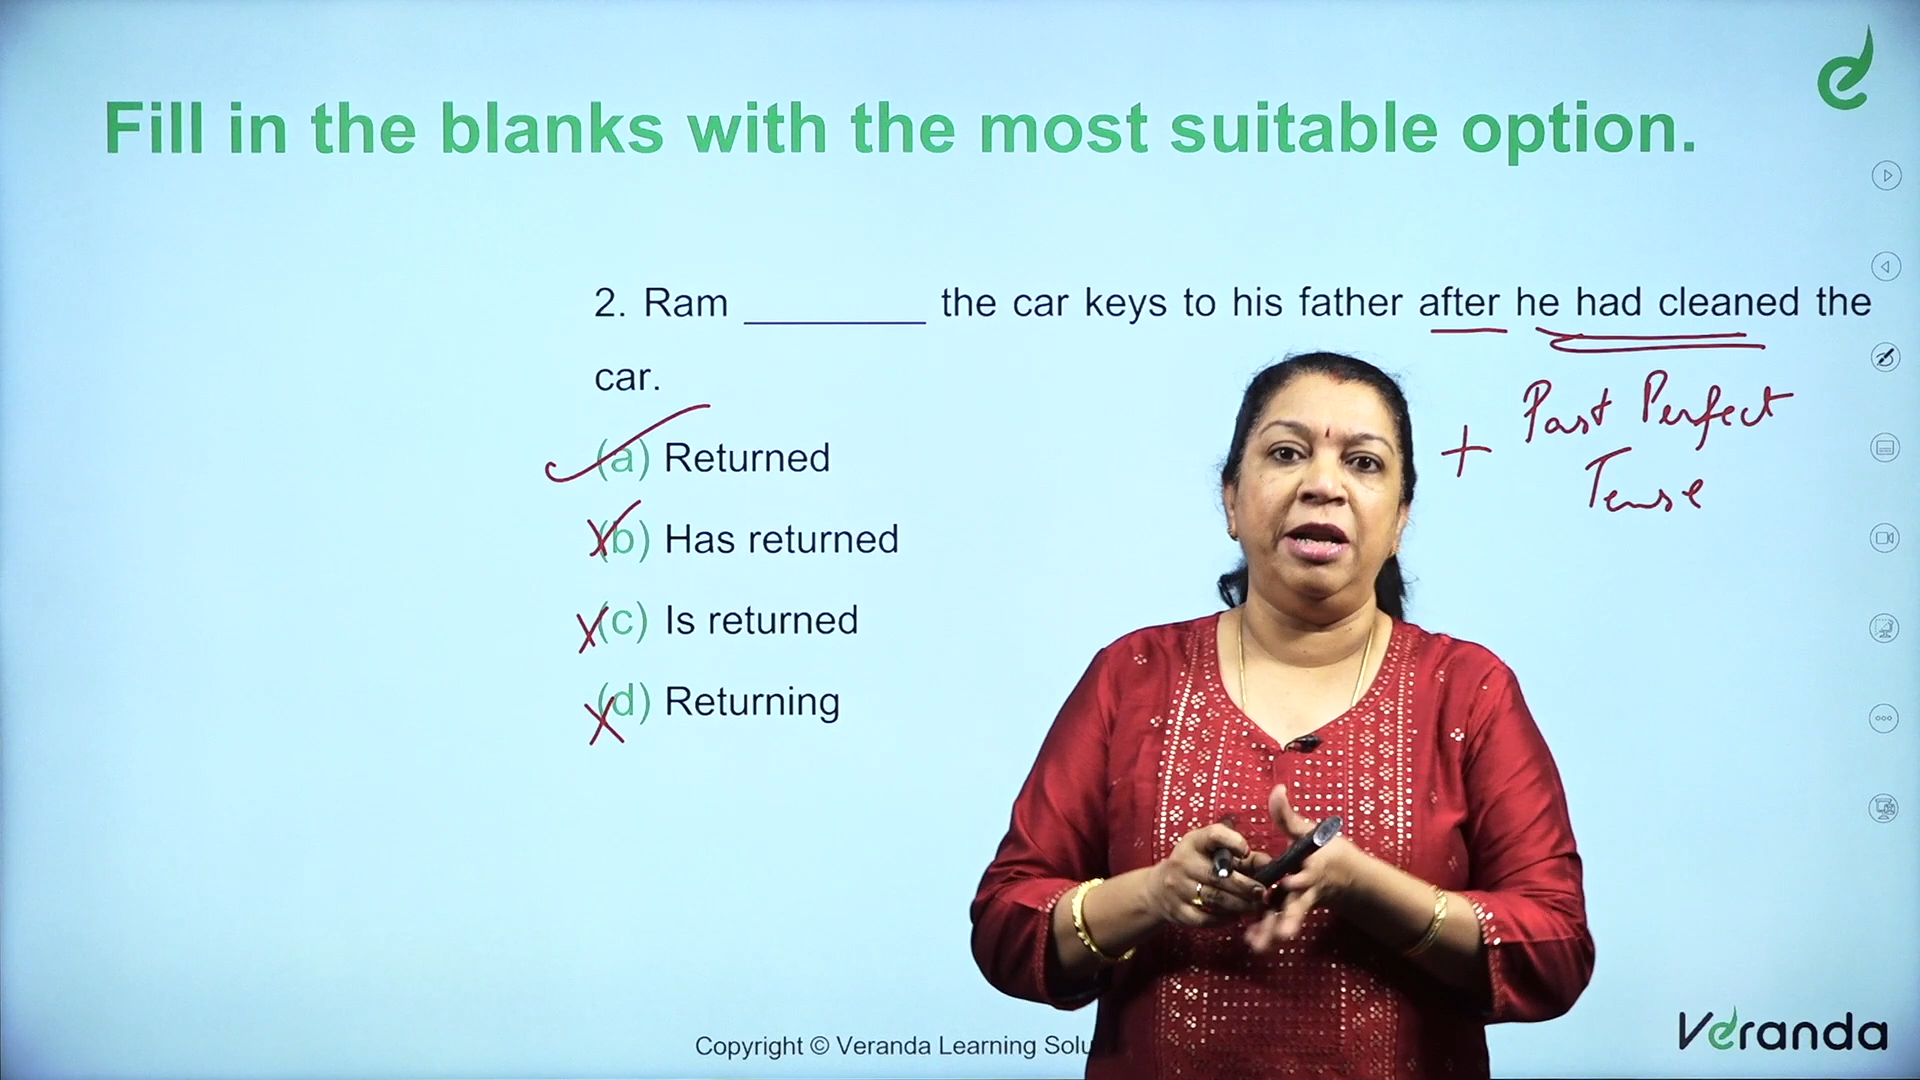 Fill in the blanks with the most suitable option.
2. Ram ________ the car keys to his father after he had cleaned the
car.
+ Past Perfect
Tense
(a) Returned
(b) Has returned
(c) Is returned
(d) Returning
Copyright © Veranda Learning Solu
Veranda